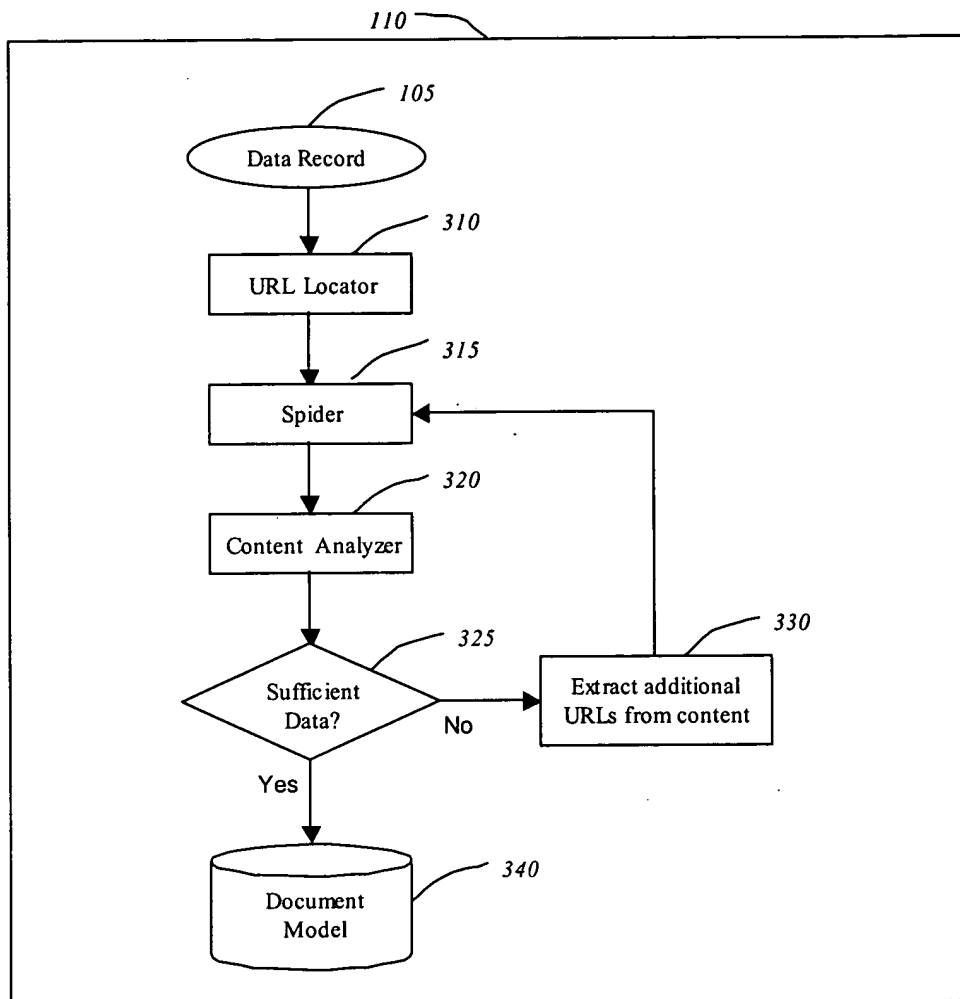 110
105
Data Record
310
URL Locator
315
Spider
320
Content Analyzer
325
Sufficient
Data?
No
330
Extract additional
URLs from content
Yes
340
Document
Model